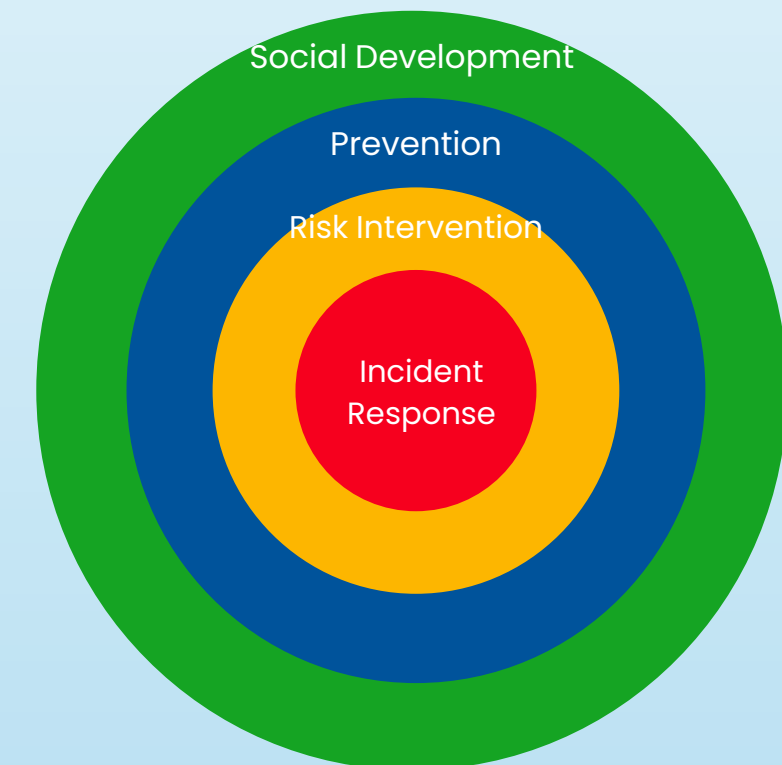 Social Development
Prevention
Risk Intervention
Incident
Response